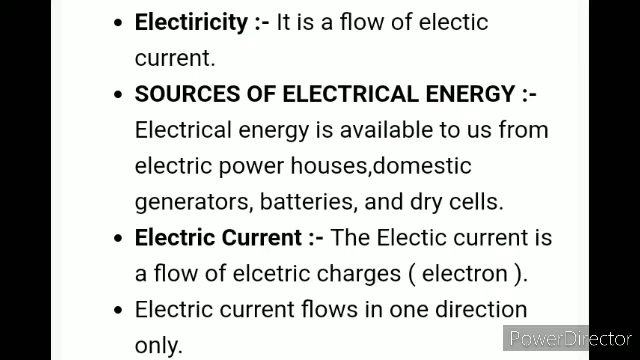 • Electiricity :- It is a flow of electic
current.
• SOURCES OF ELECTRICAL ENERGY :-
Electrical energy is available to us from
electric power houses,domestic
generators, batteries, and dry cells.
• Electric Current :- The Electic current is
a flow of elcetric charges ( electron ).
• Electric current flows in one direction
only.
PowerDirector